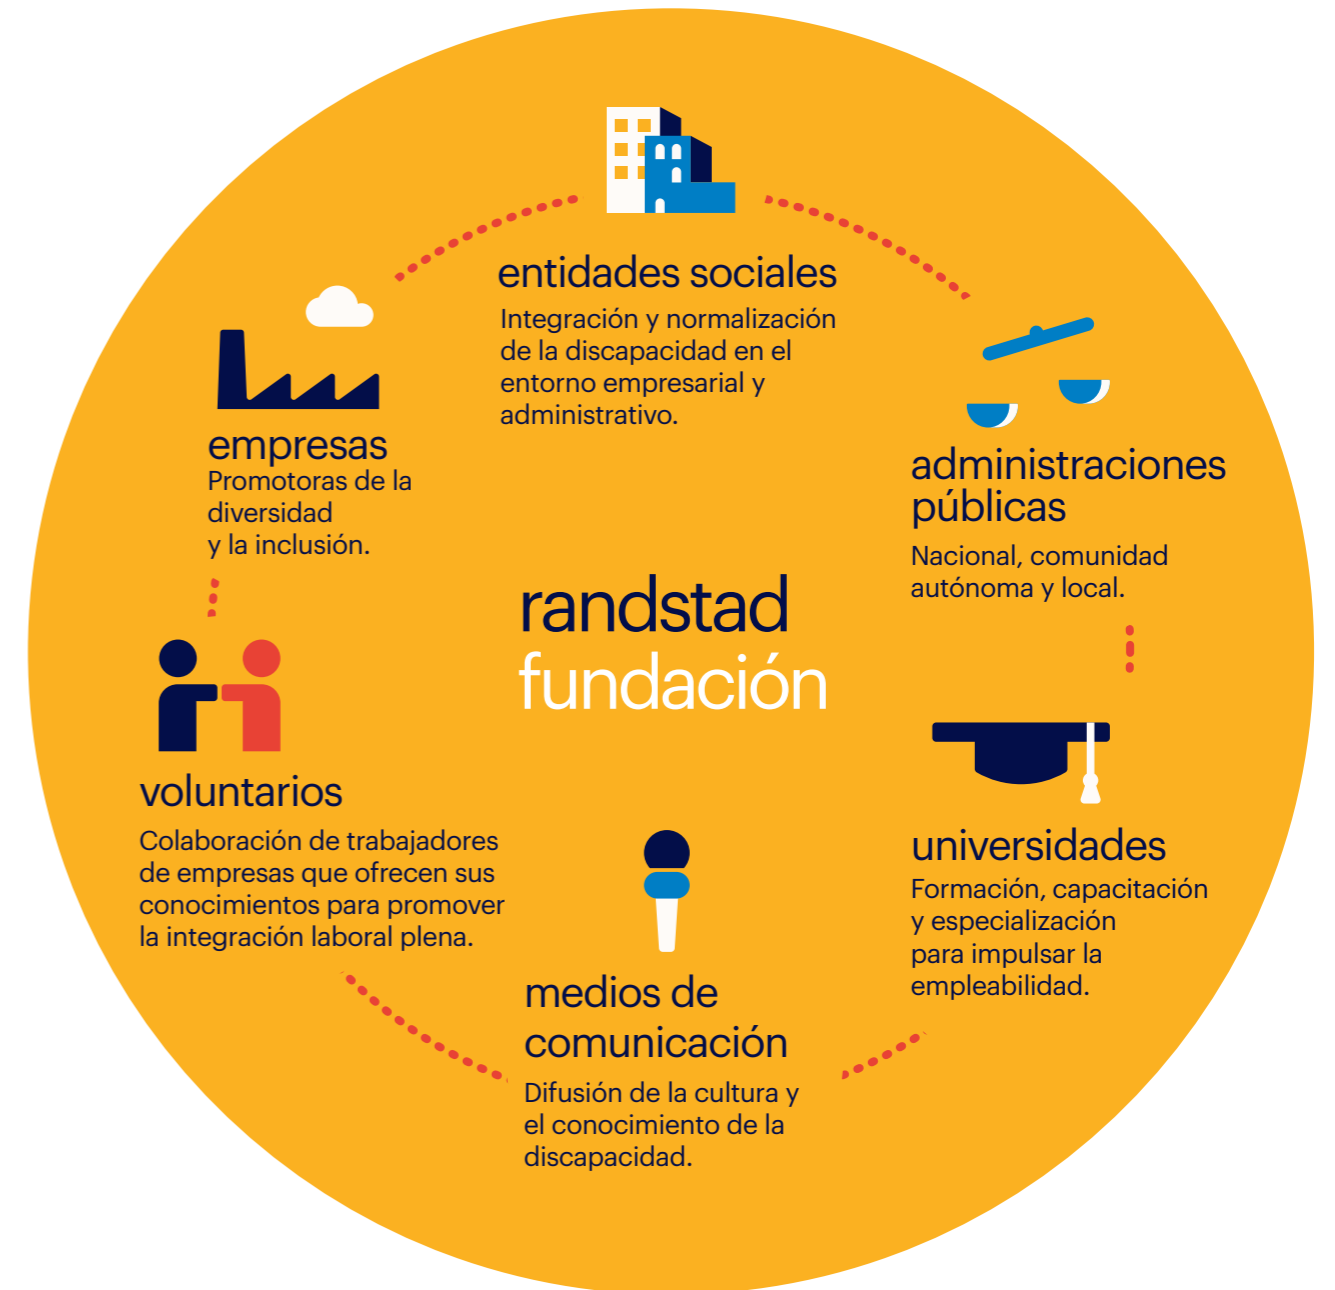 entidades sociales
Integración y normalización
de la discapacidad en el
entorno empresarial y
administrativo.
administraciones
públicas
Nacional, comunidad
autónoma y local.
universidades
Formación, capacitación
y especialización
para impulsar la
empleabilidad.
medios de
comunicación
Difusión de la cultura y
el conocimiento de la
discapacidad.
voluntarios
Colaboración de trabajadores
de empresas que ofrecen sus
conocimientos para promover
la integración laboral plena.
empresas
Promotoras de la
diversidad
y la inclusión.
randstad
fundación